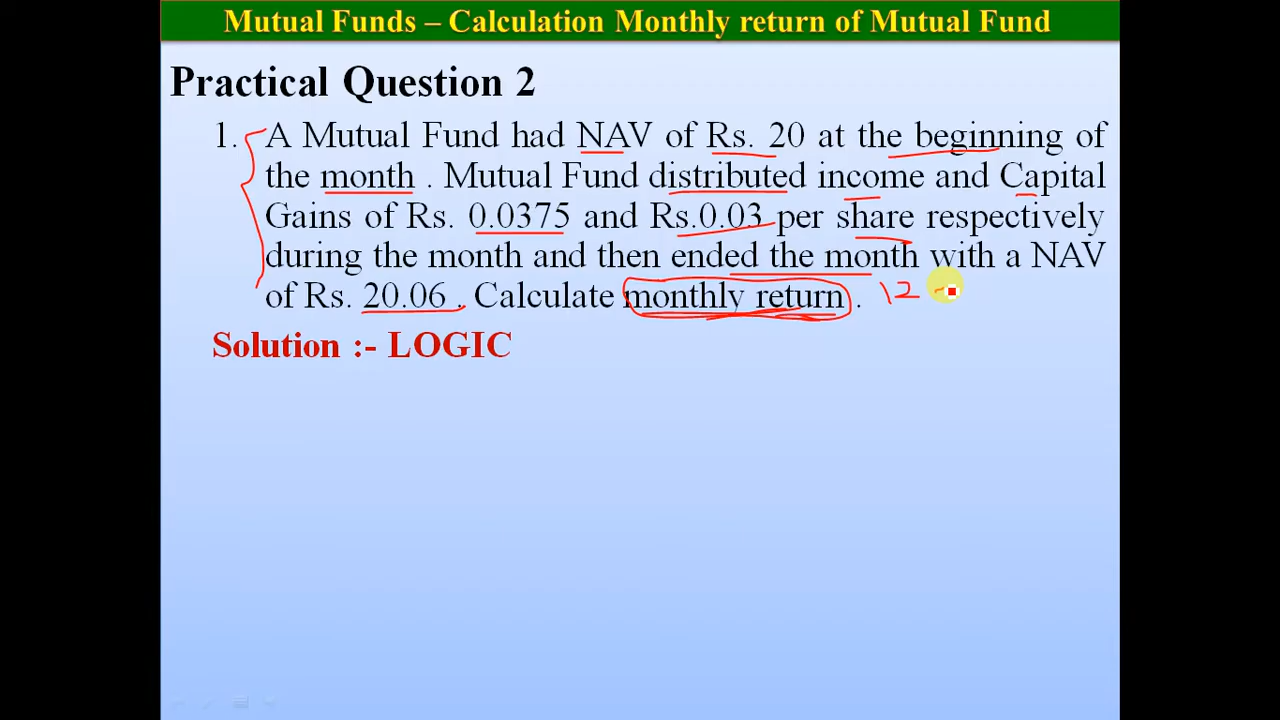 Mutual Funds – Calculation Monthly return of Mutual Fund
Practical Question 2
1. A Mutual Fund had NAV of Rs. 20 at the beginning of
the month . Mutual Fund distributed income and Capital
Gains of Rs. 0.0375 and Rs.0.03 per share respectively
during the month and then ended the month with a NAV
of Rs. 20.06 . Calculate monthly return . 12
Solution :- LOGIC